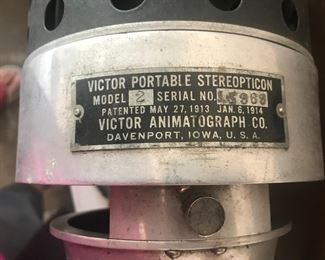 VICTOR PORTABLE STEREOPTICON
MODEL 2 SERIAL NO.
PATENTED MAY 27, 1913 JAN. 6, 1914
VICTOR ANIMATOGRAPH CO.
DAVENPORT, IOWA, U. S. A.